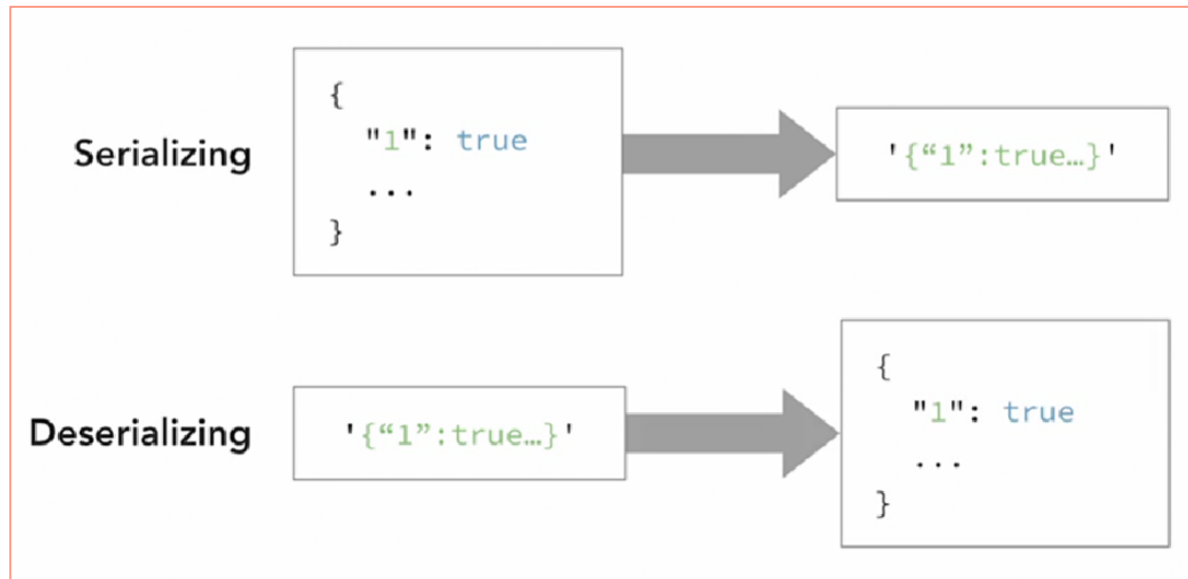 Serializing
{
"1": true
...
}
'{“1”:true…}'
Deserializing
'{“1”:true…}'
{
"1": true
...
}